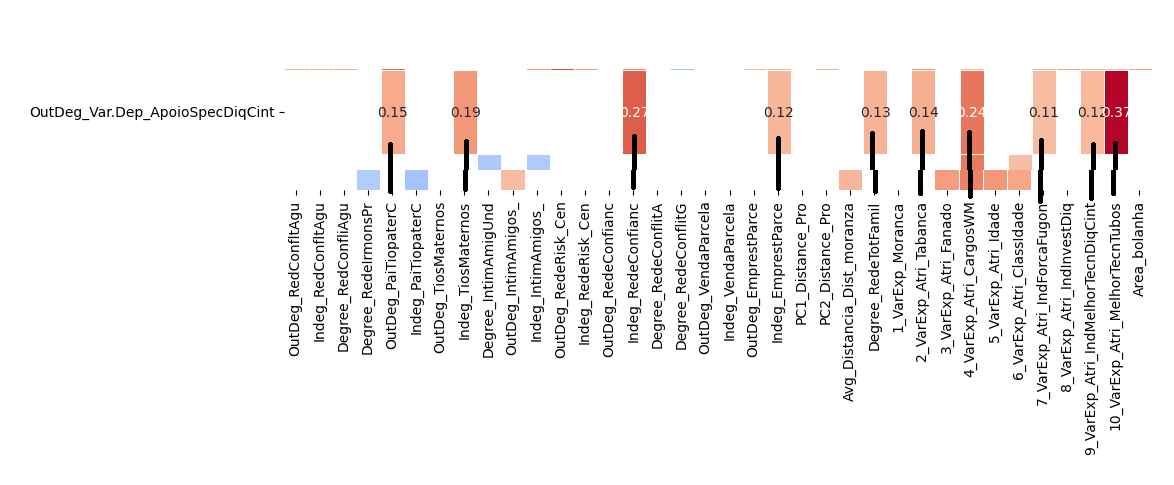 OutDeg_Var.Dep_ApoioSpecDiqCint
0.15 0.19 0.27 0.12 0.13 0.14 0.24 0.11 0.12 0.37
OutDeg_RedConfltAgu
Indeg_RedConfltAgu
Degree_RedConfliAgu
Degree_RedeIrmonsPr
OutDeg_PaiTiopaterC
Indeg_PaiTiopaterC
OutDeg_TiosMaternos
Indeg_TiosMaternos
Degree_IntimAmigUnd
OutDeg_IntimAmigos_
Indeg_IntimAmigos_
OutDeg_RedeRisk_Cen
Indeg_RedeRisk_Cen
OutDeg_RedeConfianc
Indeg_RedeConfianc
Degree_RedeConflitA
Degree_RedeConflitG
OutDeg_VendaParcela
Indeg_VendaParcela
OutDeg_EmprestParce
Indeg_EmprestParce
PC1_Distance_Pro
PC2_Distance_Pro
Avg_Distancia_Dist_moranza
Degree_RedeTotFamil
1_VarExp_Moranca
2_VarExp_Atri_Tabanca
3_VarExp_Atri_Fanado
4_VarExp_Atri_CargosWM
5_VarExp_Atri_Idade
6_VarExp_Atri_ClassIdade
7_VarExp_Atri_IndForcaFugon
8_VarExp_Atri_IndInvestDiq
9_VarExp_Atri_IndMelhorTecnDiqCint
10_VarExp_Atri_MelhorTecnTubos
Area_bolanha